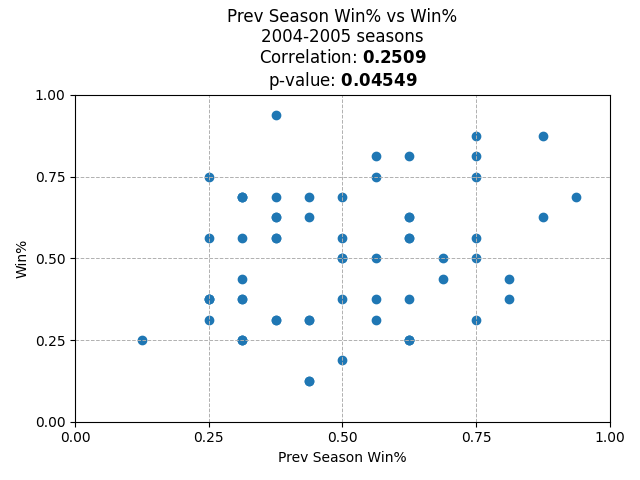 Prev Season Win% vs Win%
2004-2005 seasons
Correlation: 0.2509
p-value: 0.04549
1.00
0.75
0.50
0.25
0.00
Win%
0.00 0.25 0.50 0.75 1.00
Prev Season Win%